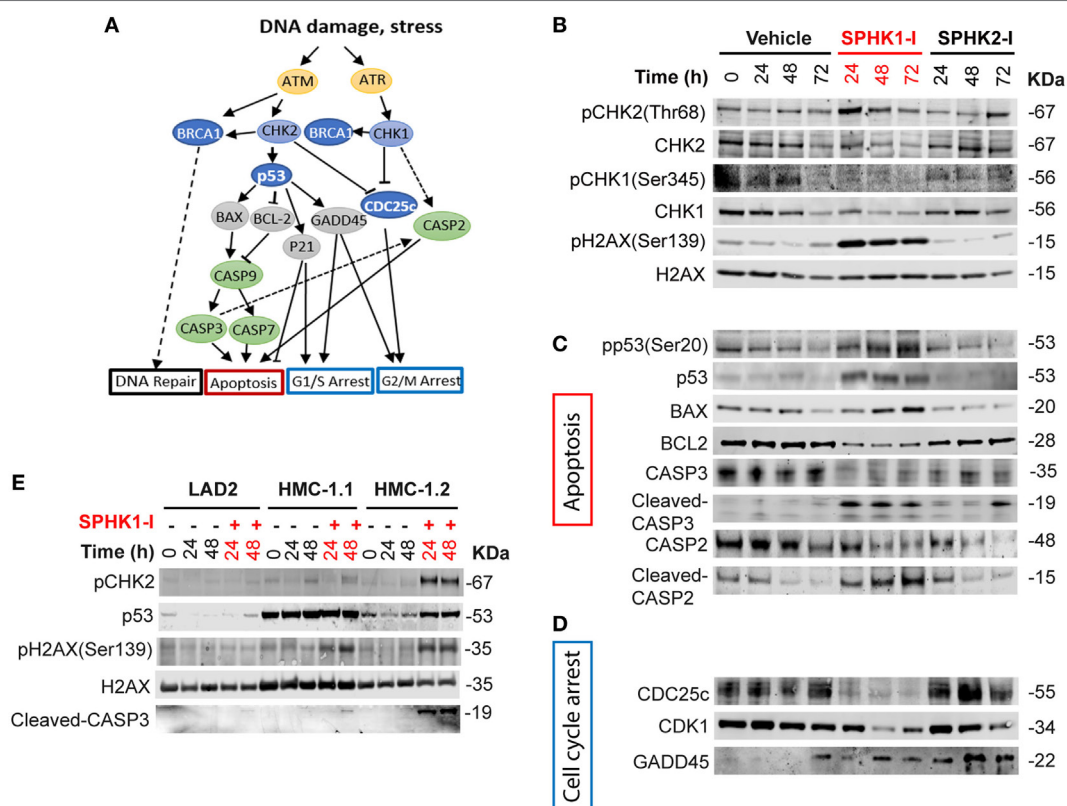 A
DNA damage, stress
ATM
ATR
BRCA1
CHK2
BRCA1
CHK1
p53
BAX
BCL-2
GADD45
CDC25c
P21
CASP2
CASP9
CASP3
CASP7
DNA Repair
Apoptosis
G1/S Arrest
G2/M Arrest
B
Vehicle SPHK1-I SPHK2-I
Time (h) 0 24 48 72 24 48 72 24 48 72 KDa
pCHK2(Thr68) -67
CHK2 -67
pCHK1(Ser345) -56
CHK1 -56
pH2AX(Ser139) -15
H2AX -15
C
Apoptosis
pp53(Ser20) -53
p53 -53
BAX -20
BCL2 -28
CASP3 -35
Cleaved- -19
CASP3
CASP2 -48
Cleaved- -15
CASP2
D
Cell cycle arrest
CDC25c -55
CDK1 -34
GADD45 -22
E
LAD2 HMC-1.1 HMC-1.2
SPHK1-I - - - + + - - - + + - - - + +
Time (h) 0 24 48 24 48 0 24 48 24 48 0 24 48 24 48 KDa
pCHK2 -67
p53 -53
pH2AX(Ser139) -35
H2AX -35
Cleaved-CASP3 -19